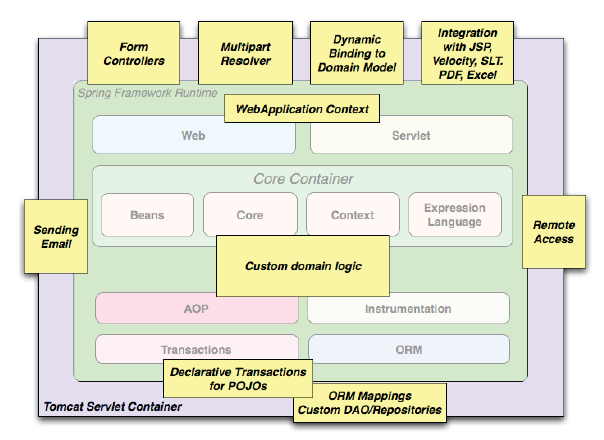 Form
Controllers
Multipart
Resolver
Dynamic
Binding to
Domain Model
Integration
with JSP,
Velocity, SLT.
PDF, Excel
Spring Framework Runtime
WebApplication Context
Web
Servlet
Core Container
Beans
Core
Context
Expression
Language
Sending
Email
Remote
Access
Custom domain logic
AOP
Instrumentation
Transactions
ORM
Declarative Transactions
for POJOs
ORM Mappings
Custom DAO/Repositories
Tomcat Servlet Container